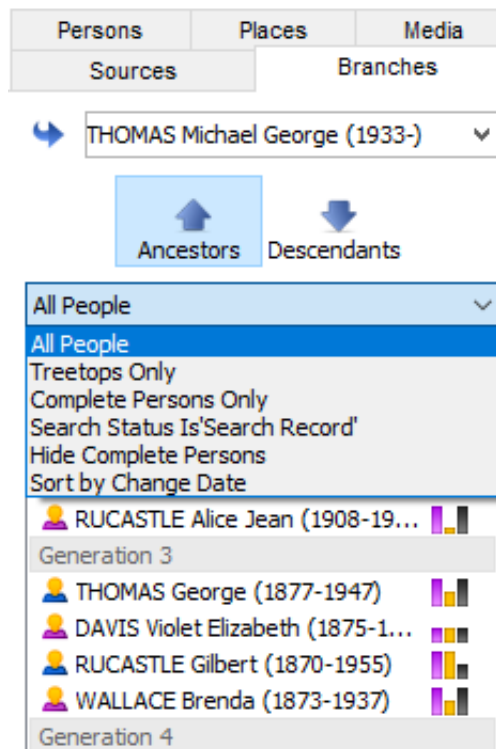 Persons Places Media
Sources Branches
THOMAS Michael George (1933-)
Ancestors Descendants
All People
All People
Treetops Only
Complete Persons Only
Search Status Is'Search Record'
Hide Complete Persons
Sort by Change Date
RUCASTLE Alice Jean (1908-19...
Generation 3
THOMAS George (1877-1947)
DAVIS Violet Elizabeth (1875-1...
RUCASTLE Gilbert (1870-1955)
WALLACE Brenda (1873-1937)
Generation 4